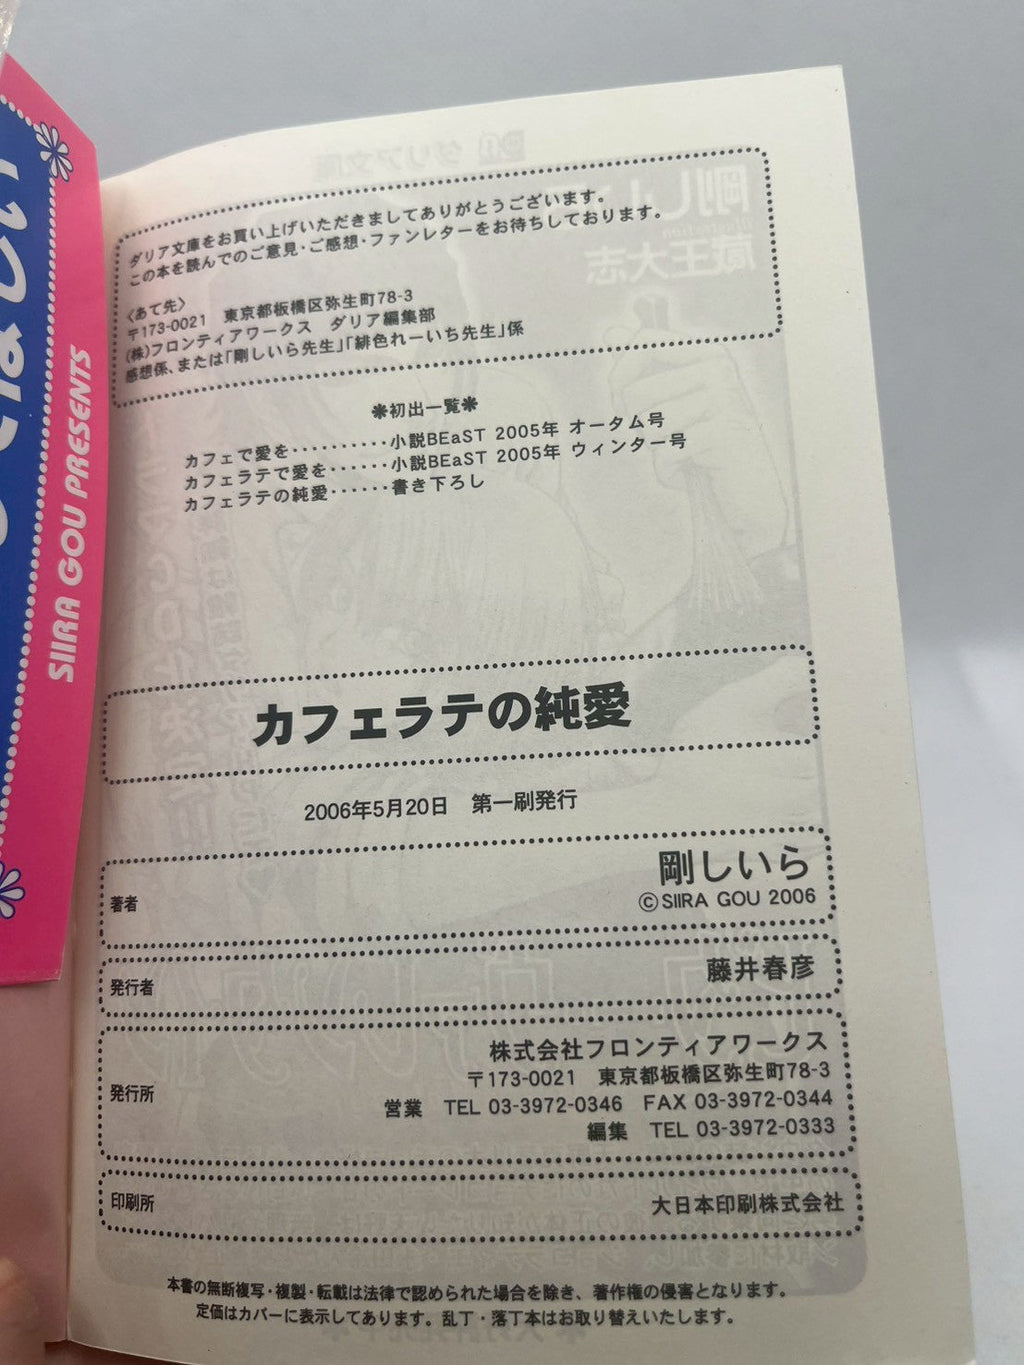 SIIRA GOU PRESENTS
ダリア文庫をお買い上げいただきましてありがとうございます。
この本を読んでのご意見・ご感想・ファンレターをお待ちしております。
〈あて先〉
〒173-0021　東京都板橋区弥生町78-3
(株)フロンティアワークス　ダリア編集部
感想係、または「剛しいら先生」「緋色れーいち先生」係
✻初出一覧✻
カフェで愛を・・・・・・・・・・小説BEaST 2005年 オータム号
カフェラテで愛を・・・・・・小説BEaST 2005年 ウィンター号
カフェラテの純愛・・・・・・書き下ろし
カフェラテの純愛
2006年5月20日　第一刷発行
著者
剛しいら
©SIIRA GOU 2006
発行者
藤井春彦
発行所
株式会社フロンティアワークス
〒173-0021　東京都板橋区弥生町78-3
営業　TEL 03-3972-0346　FAX 03-3972-0344
編集　TEL 03-3972-0333
印刷所
大日本印刷株式会社
本書の無断複写・複製・転載は法律で認められた場合を除き、著作権の侵害となります。
定価はカバーに表示してあります。乱丁・落丁本はお取り替えいたします。